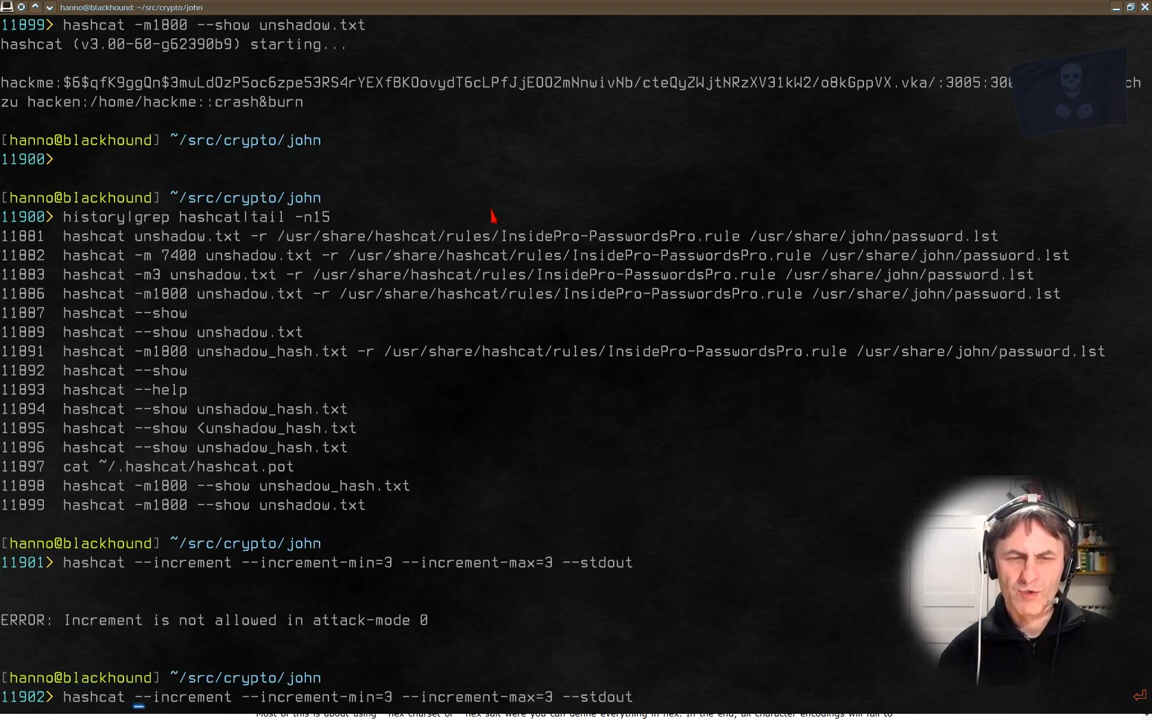 hanno@blackhound: ~/src/crypto/john
11899> hashcat -m1800 --show unshadow.txt
hashcat (v3.00-60-g62390b9) starting...
zu hacken:/home/hackme::crash&burn
[hanno@blackhound] ~/src/crypto/john
11900>
[hanno@blackhound] ~/src/crypto/john
11900> history|grep hashcat|tail -n15
11881  hashcat unshadow.txt -r /usr/share/hashcat/rules/InsidePro-PasswordsPro.rule /usr/share/john/password.lst
11882  hashcat -m 7400 unshadow.txt -r /usr/share/hashcat/rules/InsidePro-PasswordsPro.rule /usr/share/john/password.lst
11883  hashcat -m3 unshadow.txt -r /usr/share/hashcat/rules/InsidePro-PasswordsPro.rule /usr/share/john/password.lst
11886  hashcat -m1800 unshadow.txt -r /usr/share/hashcat/rules/InsidePro-PasswordsPro.rule /usr/share/john/password.lst
11887  hashcat --show
11889  hashcat --show unshadow.txt
11891  hashcat -m1800 unshadow_hash.txt -r /usr/share/hashcat/rules/InsidePro-PasswordsPro.rule /usr/share/john/password.lst
11892  hashcat --show
11893  hashcat --help
11894  hashcat --show unshadow_hash.txt
11895  hashcat --show <unshadow_hash.txt
11896  hashcat --show unshadow_hash.txt
11897  cat ~/.hashcat/hashcat.pot
11898  hashcat -m1800 --show unshadow_hash.txt
11899  hashcat -m1800 --show unshadow.txt
[hanno@blackhound] ~/src/crypto/john
11901> hashcat --increment --increment-min=3 --increment-max=3 --stdout
ERROR: Increment is not allowed in attack-mode 0
[hanno@blackhound] ~/src/crypto/john
11902> hashcat --increment --increment-min=3 --increment-max=3 --stdout